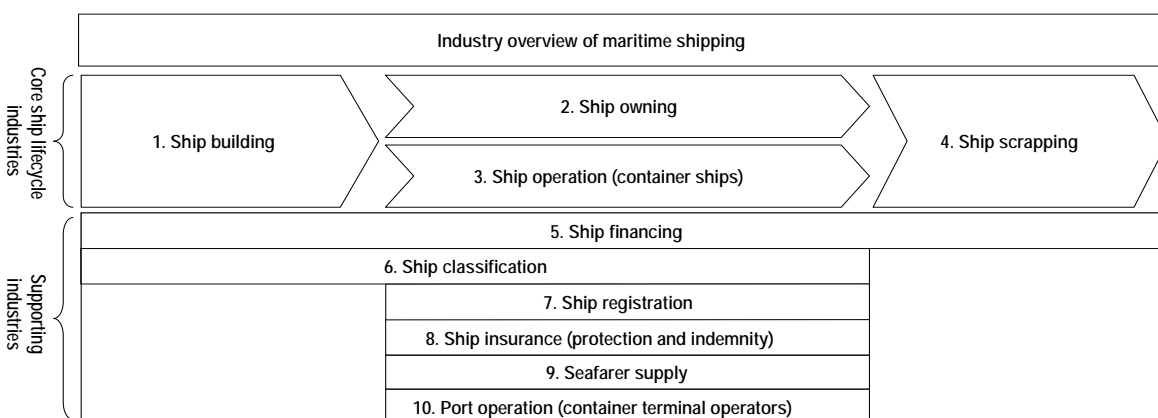 Industry overview of maritime shipping
Core ship lifecycle
industries
1. Ship building
2. Ship owning
3. Ship operation (container ships)
4. Ship scrapping
Supporting
industries
5. Ship financing
6. Ship classification
7. Ship registration
8. Ship insurance (protection and indemnity)
9. Seafarer supply
10. Port operation (container terminal operators)